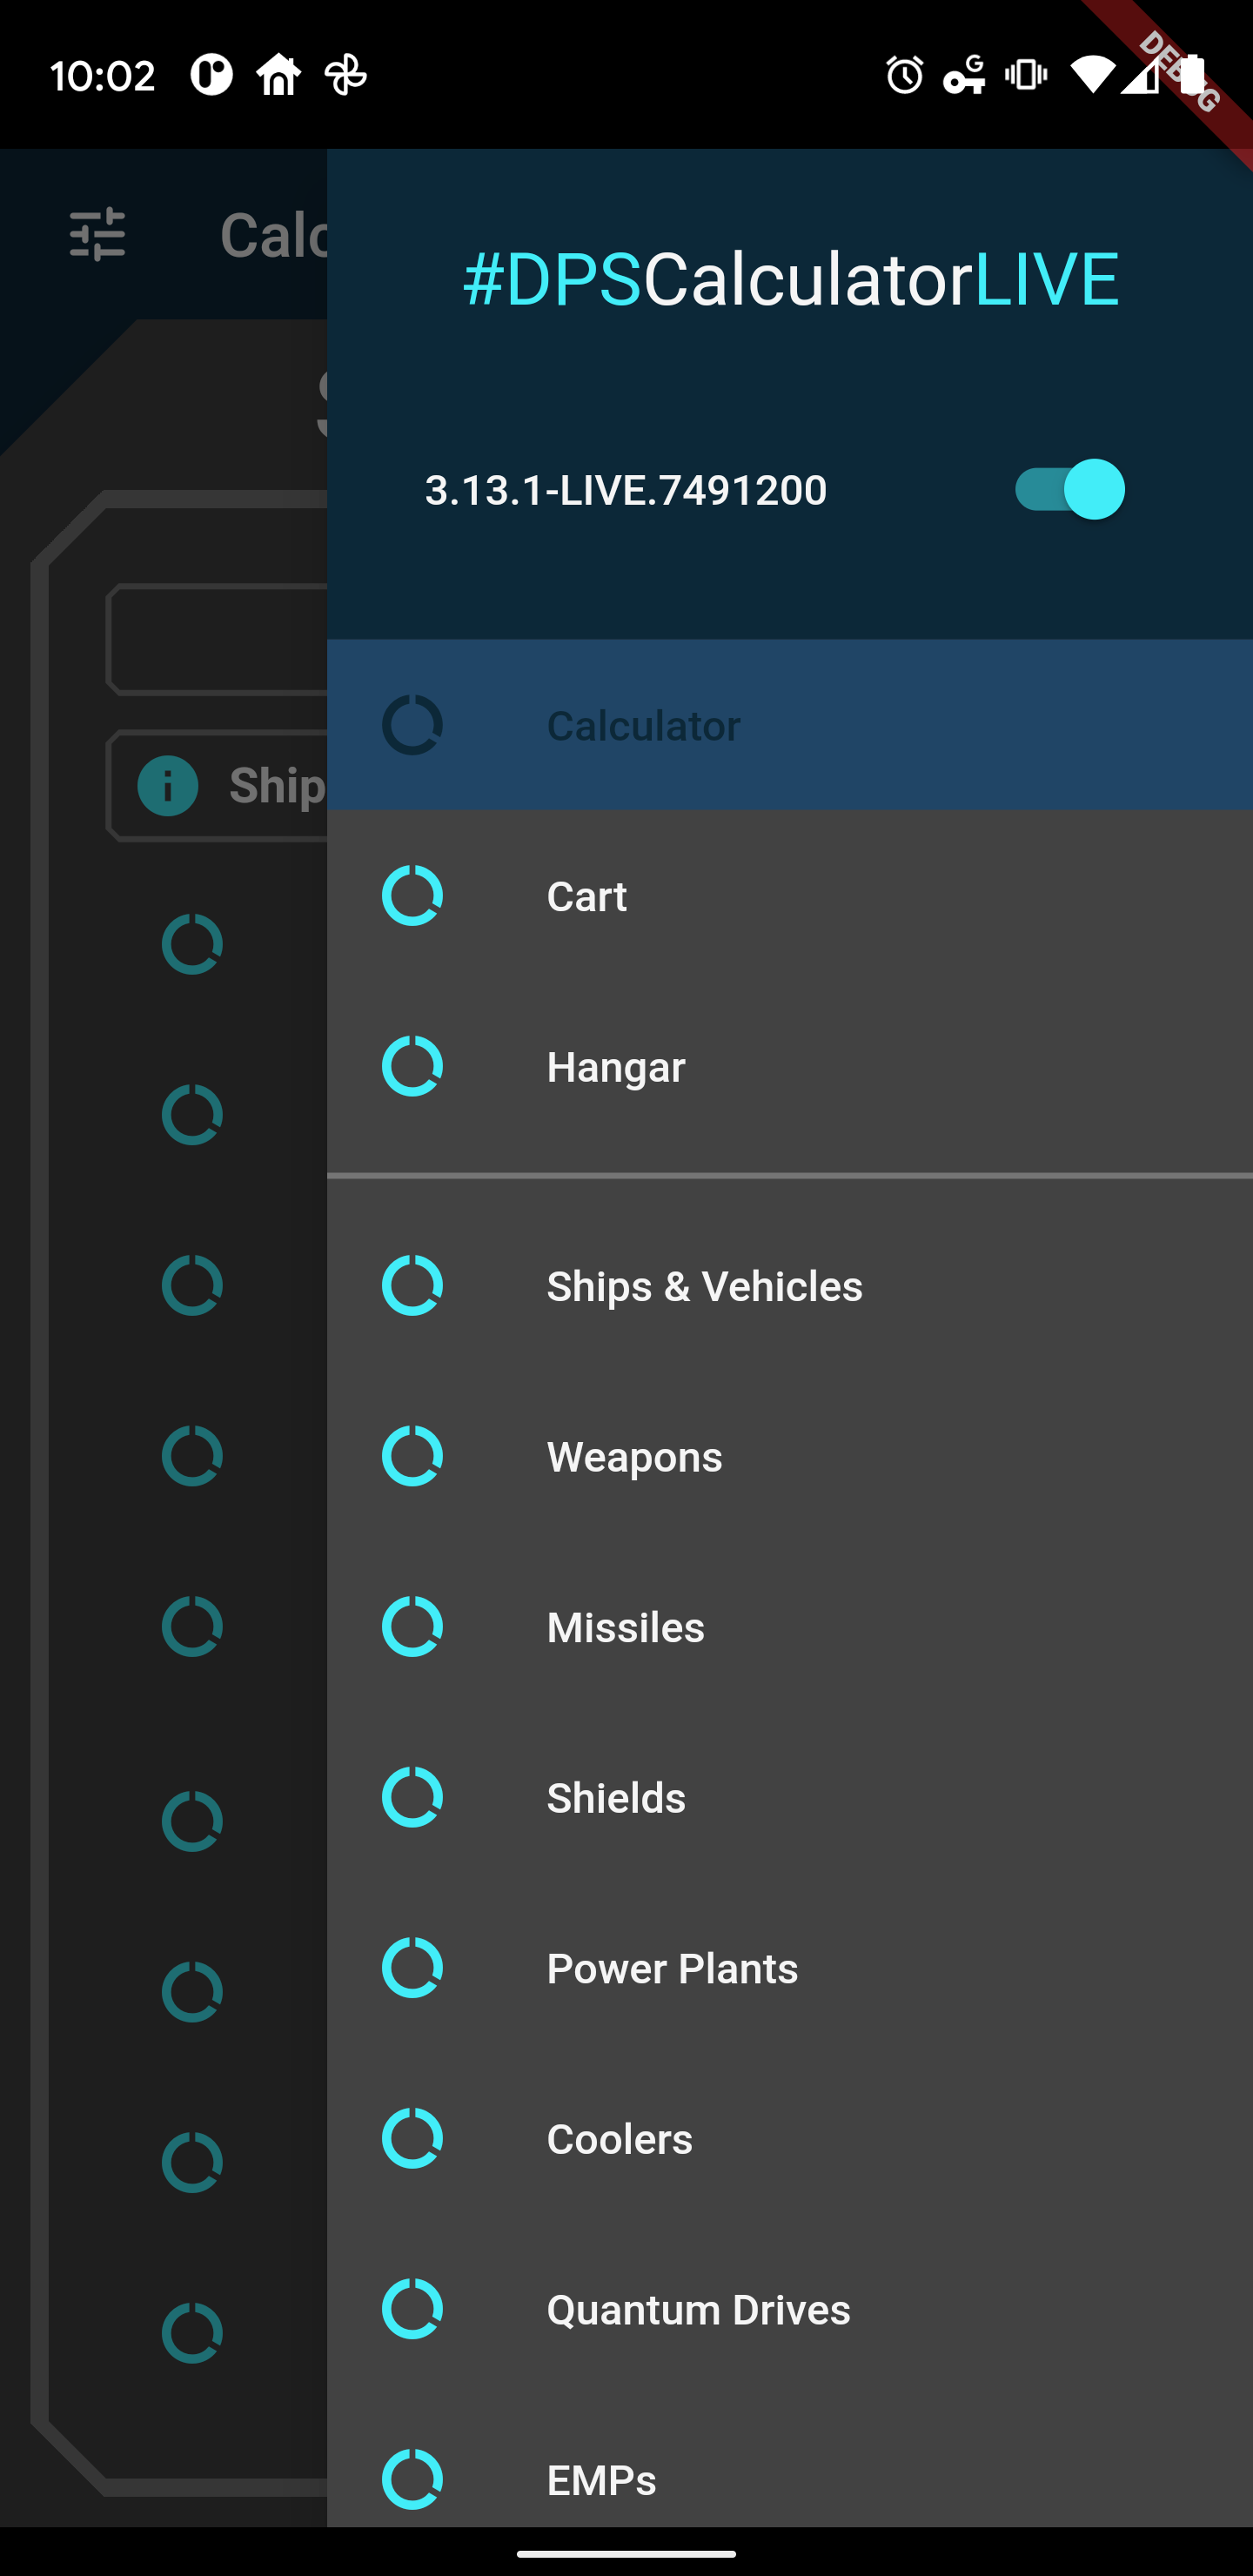 10:02
DEBUG
Calc
#DPSCalculatorLIVE
3.13.1-LIVE.7491200
Calculator
Ship
Cart
Hangar
Ships & Vehicles
Weapons
Missiles
Shields
Power Plants
Coolers
Quantum Drives
EMPs